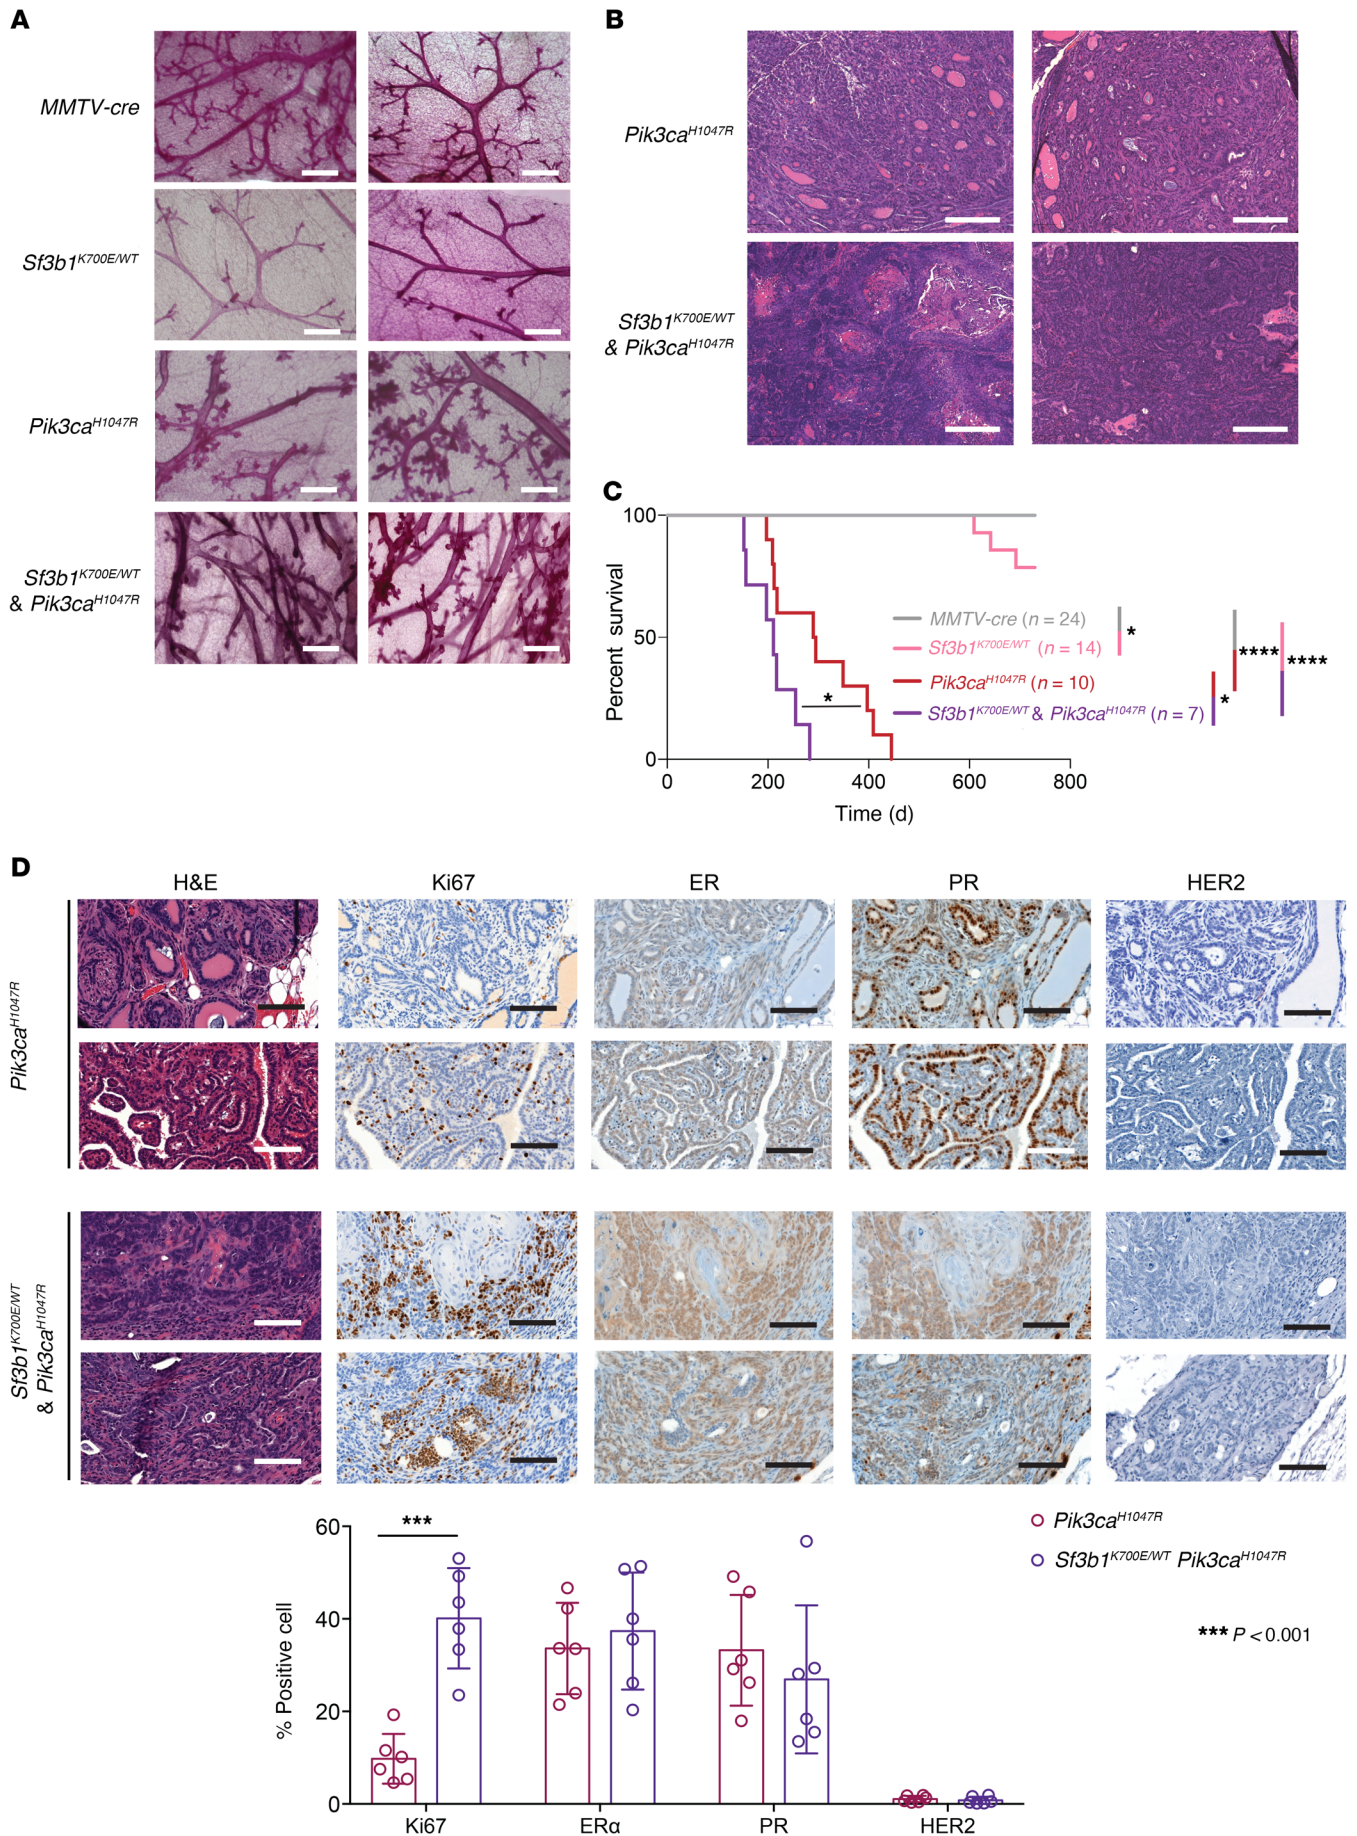 A
MMTV-cre
Sf3b1K700E/WT
Pik3caH1047R
Sf3b1K700E/WT
& Pik3caH1047R
B
Pik3caH1047R
Sf3b1K700E/WT
& Pik3caH1047R
C
100
50
0
Percent survival
0 200 400 600 800
Time (d)
MMTV-cre (n = 24)
Sf3b1K700E/WT (n = 14)
Pik3caH1047R (n = 10)
Sf3b1K700E/WT & Pik3caH1047R (n = 7)
*
*
*
****
****
D
H&E Ki67 ER PR HER2
Pik3caH1047R
Sf3b1K700E/WT
& Pik3caH1047R
60
40
20
0
% Positive cell
***
Ki67 ERα PR HER2
Pik3caH1047R
Sf3b1K700E/WT Pik3caH1047R
*** P < 0.001